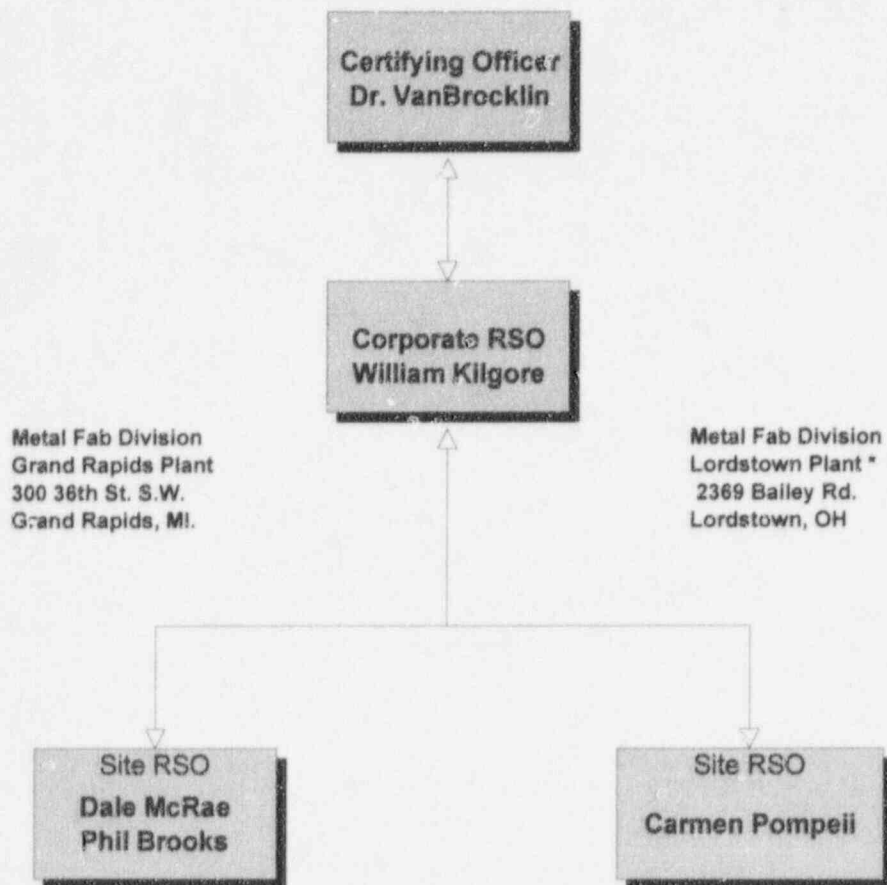 Certifying Officer
Dr. VanBrocklin
Corporate RSO
William Kilgore
Metal Fab Division
Grand Rapids Plant
300 36th St. S.W.
Grand Rapids, MI.
Metal Fab Division
Lordstown Plant *
2369 Bailey Rd.
Lordstown, OH
Site RSO
Dale McRae
Phil Brooks
Site RSO
Carmen Pompeii